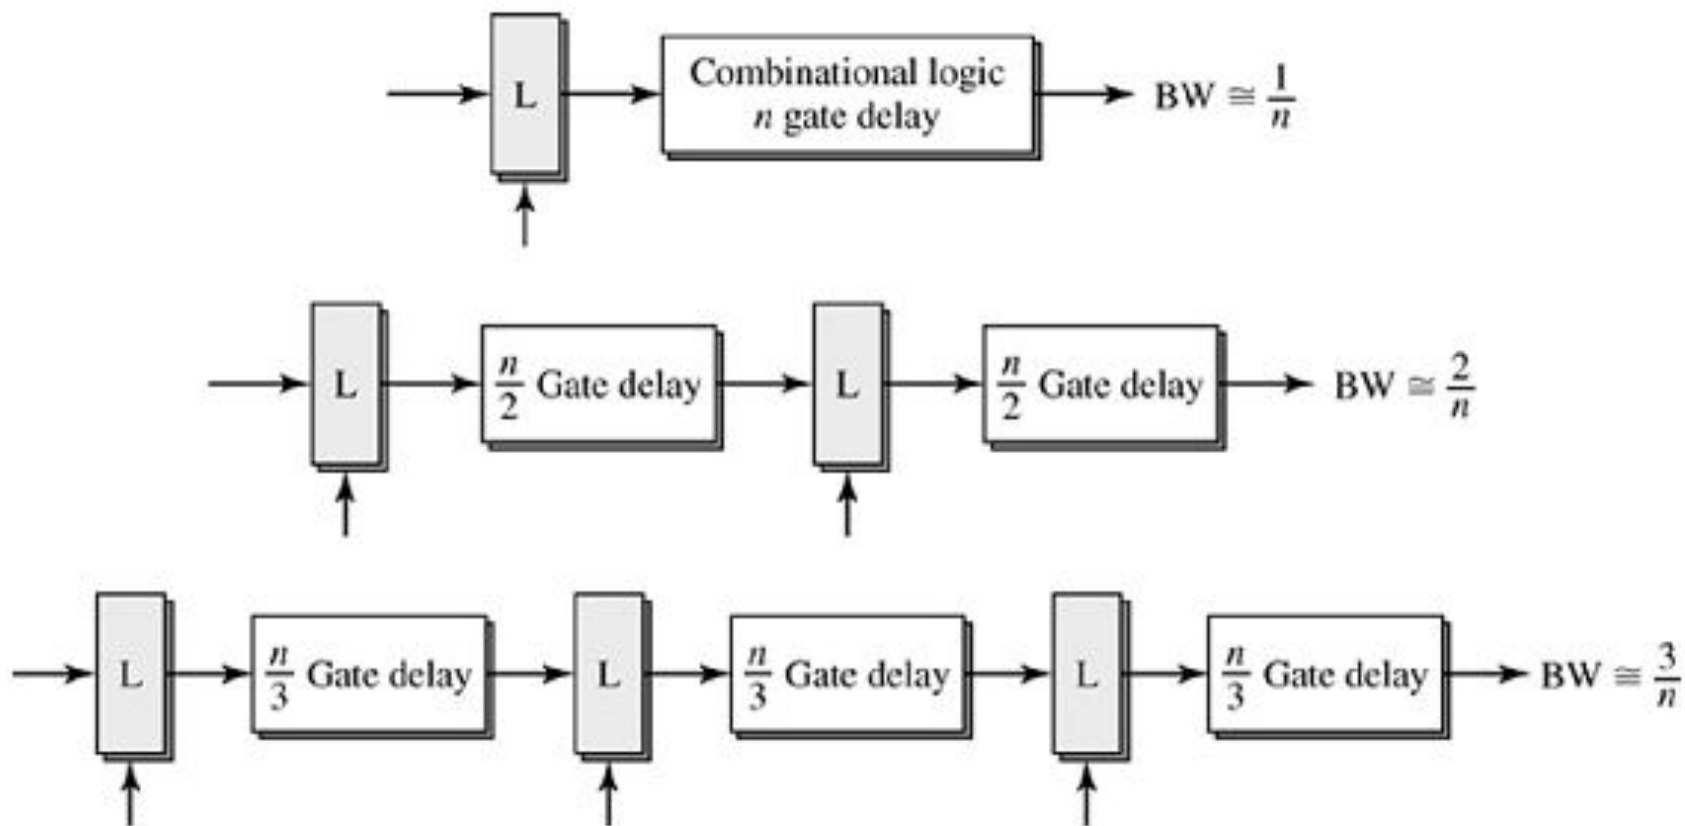 L
Combinational logic
n gate delay
BW ≅ 1/n
L
n/2 Gate delay
L
n/2 Gate delay
BW ≅ 2/n
L
n/3 Gate delay
L
n/3 Gate delay
L
n/3 Gate delay
BW ≅ 3/n